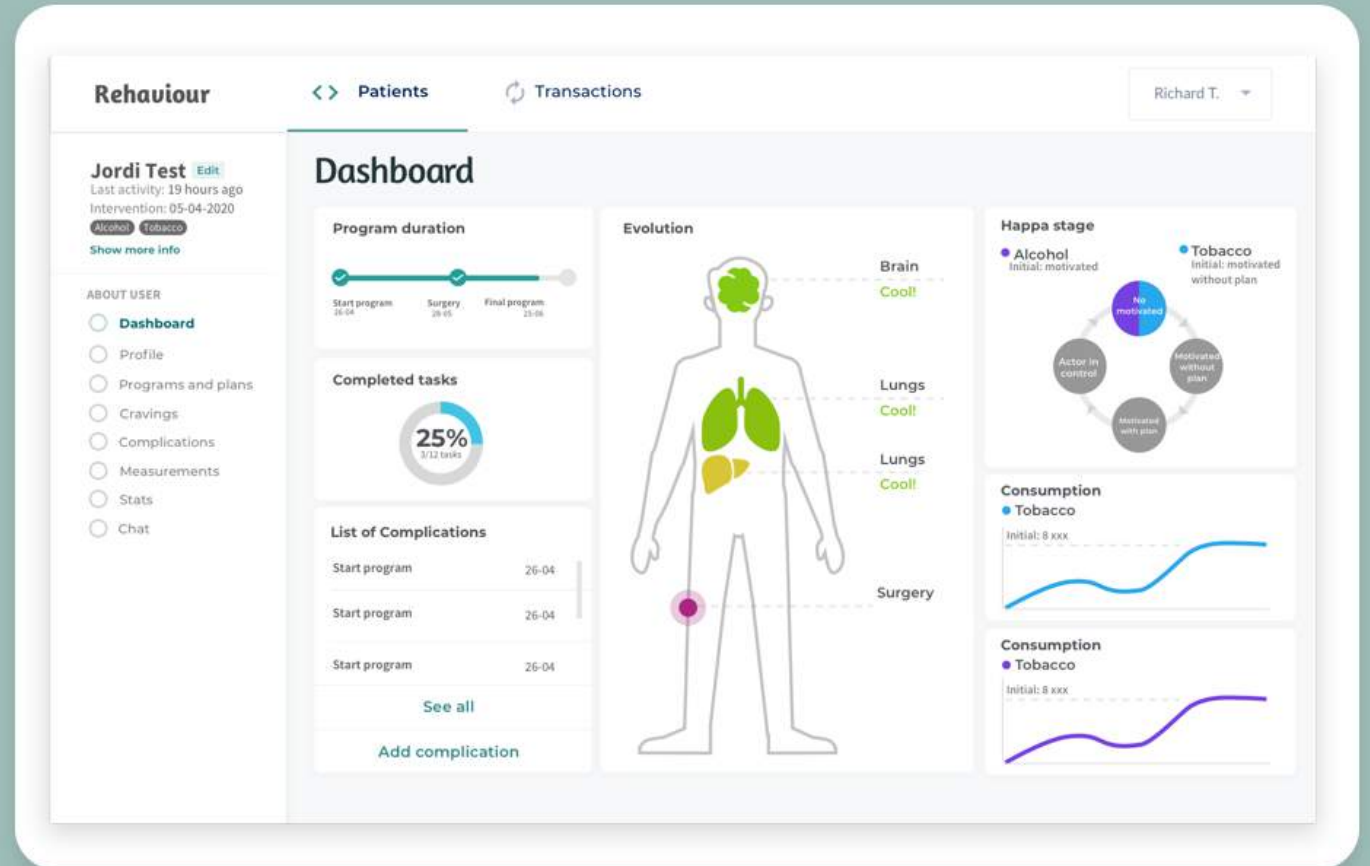 Rehaviour
Patients
Transactions
Richard T.
Jordi Test Edit
Last activity: 19 hours ago
Intervention: 05-04-2020
Alcohol Tobacco
Show more info
ABOUT USER
Dashboard
Profile
Programs and plans
Cravings
Complications
Measurements
Stats
Chat
Dashboard
Program duration
Start program
26-04
Surgery
28-05
Final program
25-06
Completed tasks
25%
3/12 tasks
List of Complications
Start program 26-04
Start program 26-04
Start program 26-04
See all
Add complication
Evolution
Brain
Cool!
Lungs
Cool!
Lungs
Cool!
Surgery
Happa stage
Alcohol
Initial: motivated
Tobacco
Initial: motivated
without plan
No
motivated
Actor in
control
Motivated
without
plan
Motivated
with plan
Consumption
Tobacco
Initial: 8 xxx
Consumption
Tobacco
Initial: 8 xxx